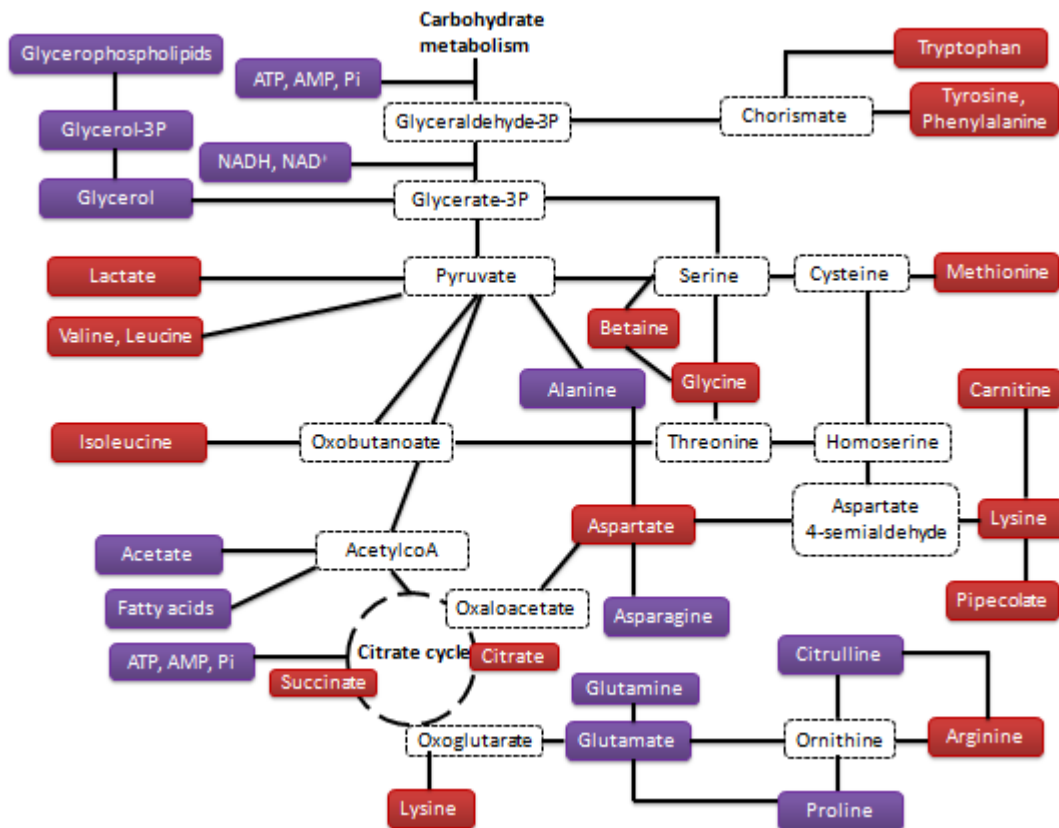 Carbohydrate
metabolism
Glycerophospholipids
Tryptophan
ATP, AMP, Pi
Tyrosine,
Phenylalanine
Glyceraldehyde-3P
Chorismate
Glycerol-3P
NADH, NAD⁺
Glycerol
Glycerate-3P
Lactate
Pyruvate
Serine
Cysteine
Methionine
Valine, Leucine
Betaine
Alanine
Glycine
Carnitine
Isoleucine
Oxobutanoate
Threonine
Homoserine
Aspartate
Aspartate
4-semialdehyde
Lysine
Acetate
AcetylcoA
Fatty acids
Oxaloacetate
Asparagine
Pipecolate
ATP, AMP, Pi
Citrate cycle
Citrate
Citrulline
Succinate
Glutamine
Oxoglutarate
Glutamate
Ornithine
Arginine
Lysine
Proline